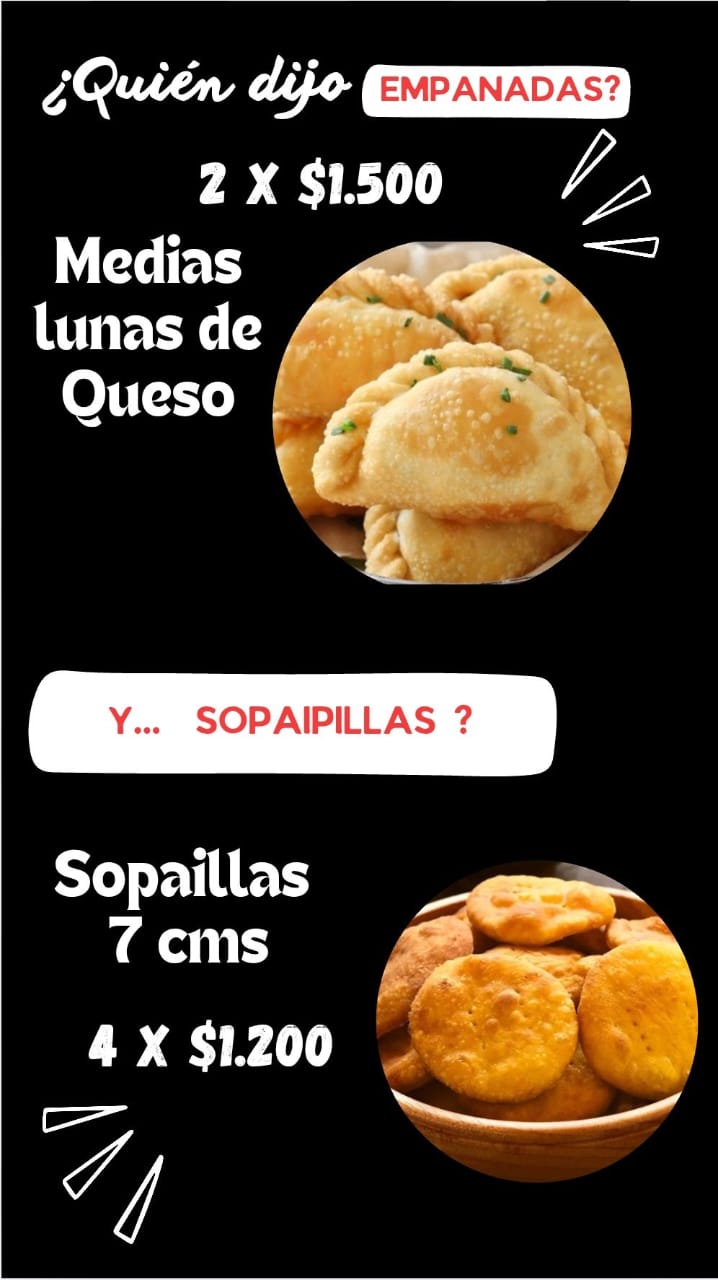 ¿Quién dijo EMPANADAS?
2 X $1.500
Medias
lunas de
Queso
Y... SOPAIPILLAS ?
Sopaillas
7 cms
4 X $1.200